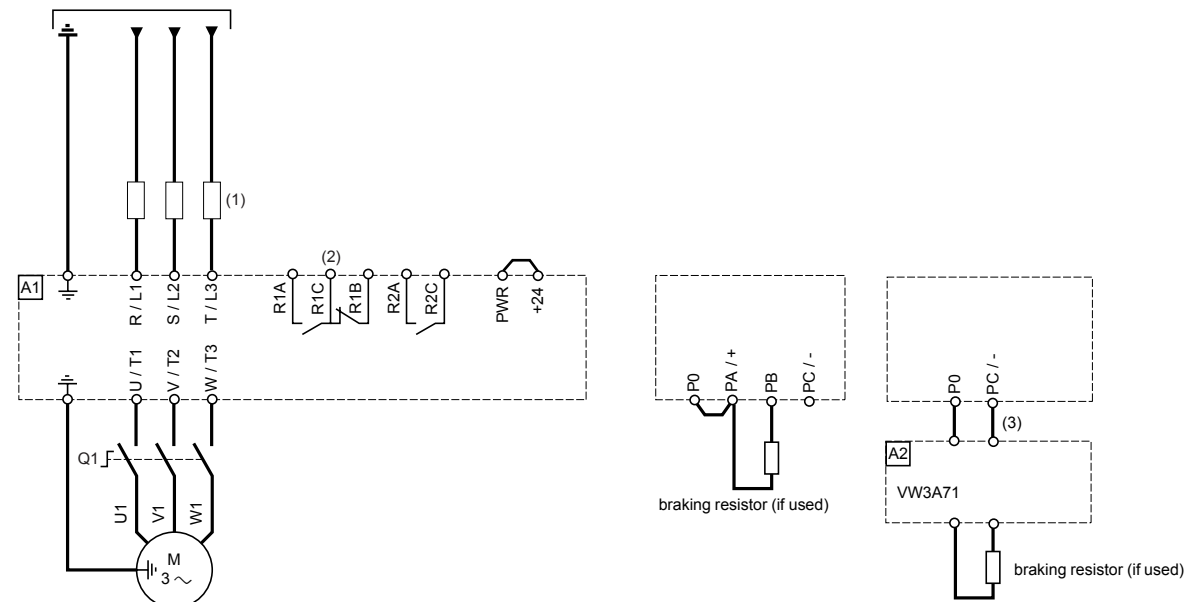 (1)
(2)
A1
R / L1
S / L2
T / L3
R1A
R1C
R1B
R2A
R2C
PWR
+24
U / T1
V / T2
W / T3
Q1
U1
V1
W1
M
3 ~
P0
PA / +
PB
PC / -
braking resistor (if used)
P0
PC / -
(3)
A2
VW3A71
braking resistor (if used)